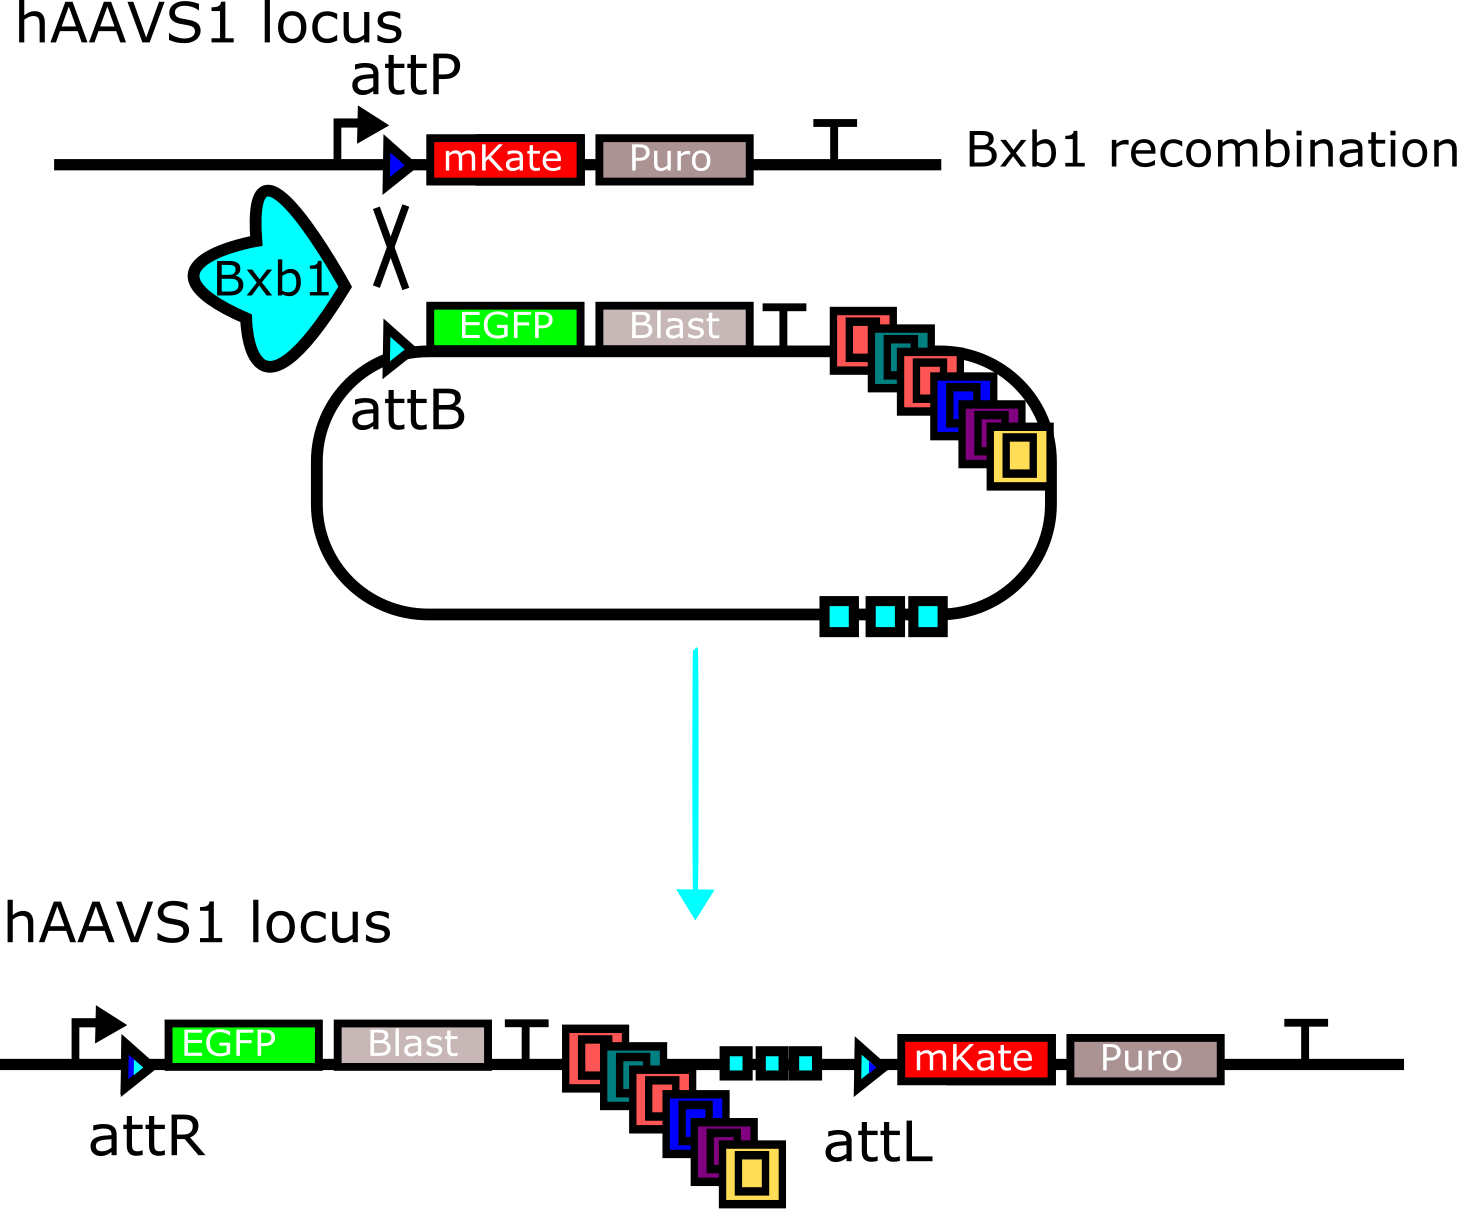 hAAVS1 locus
attP
mKate
Puro
Bxb1 recombination
Bxb1
EGFP
Blast
attB
hAAVS1 locus
EGFP
Blast
mKate
Puro
attR
attL